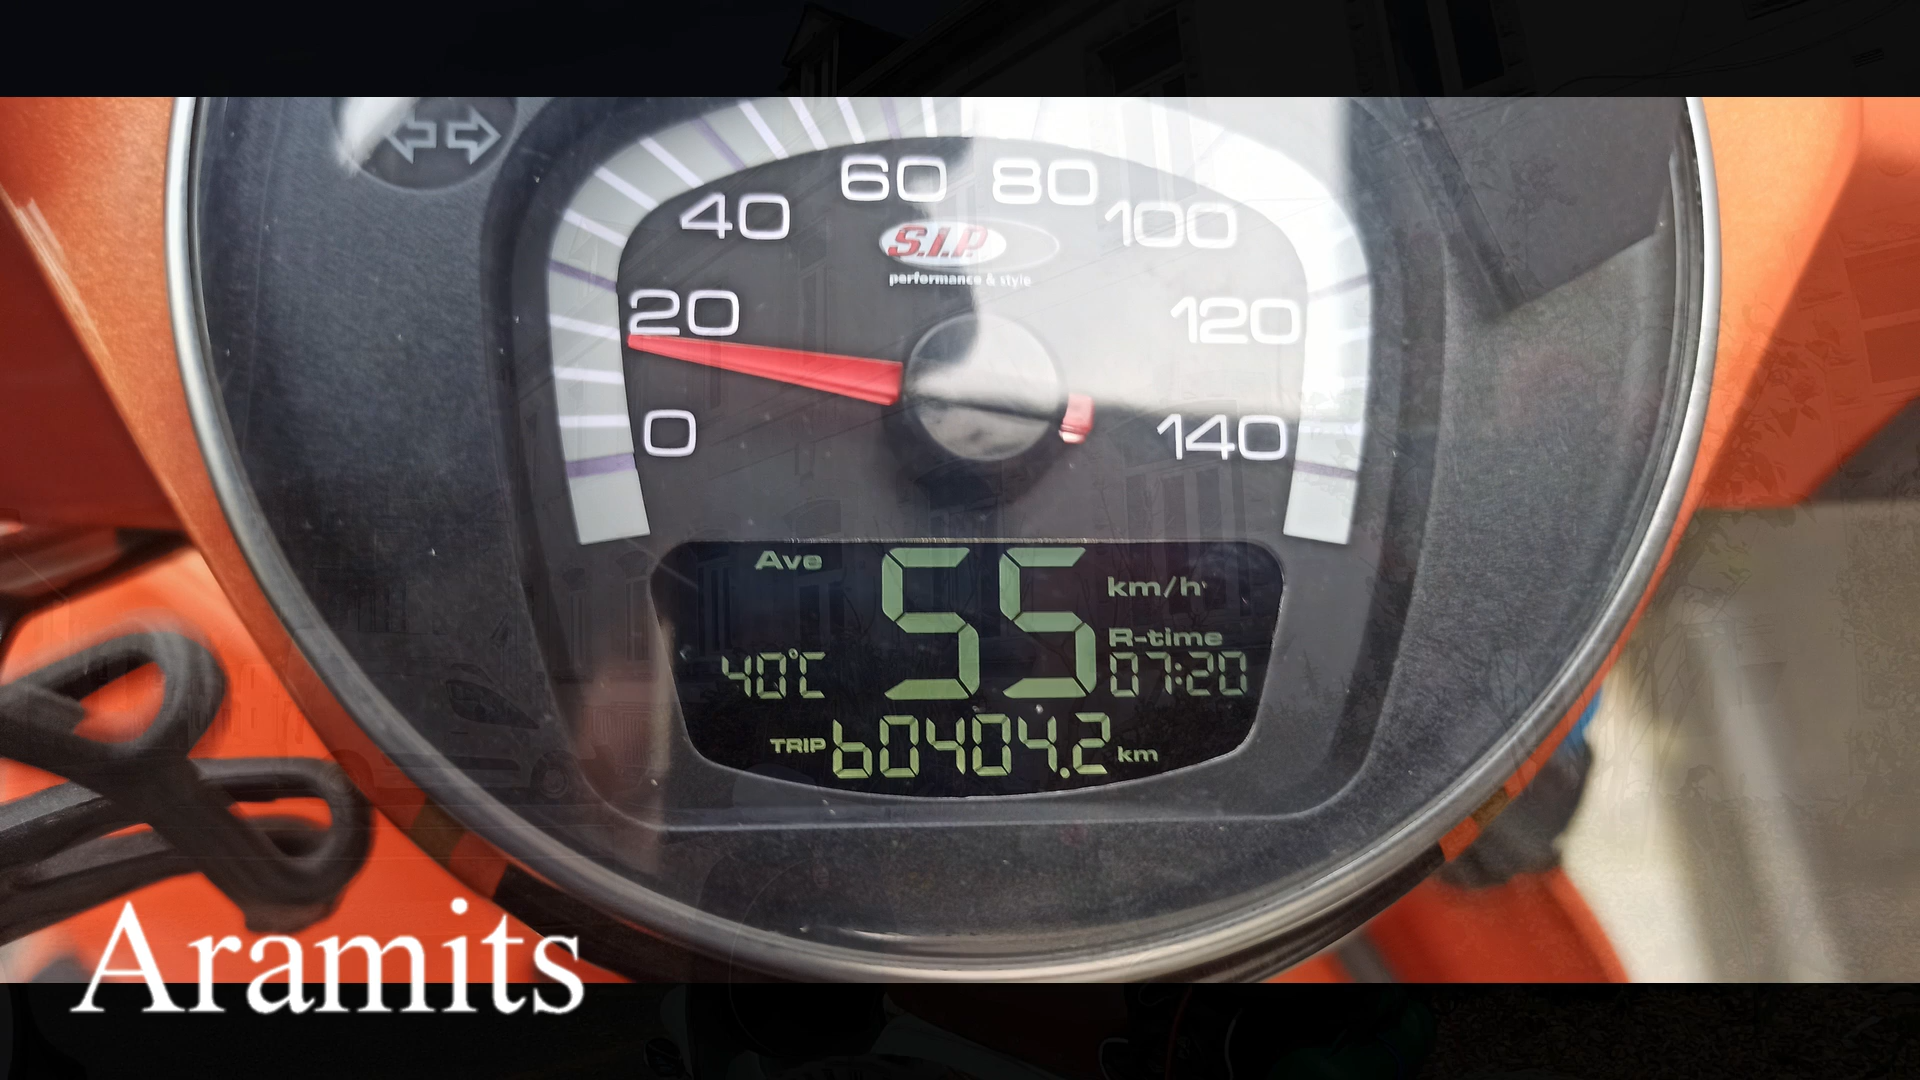 60 80
40 100
S.I.P.
performance & style
20 120
0 140
Ave 55 km/h
R-time
40°C 07:20
TRIP 60404.2 km
Aramits